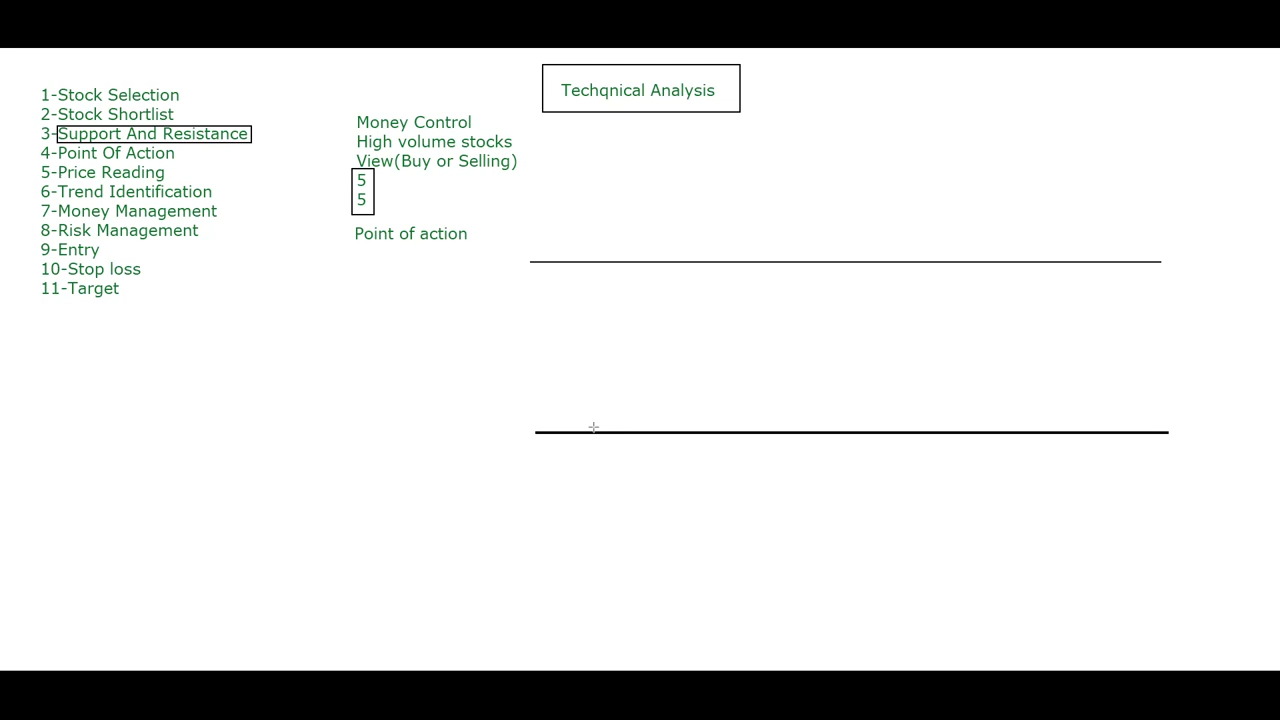 Techqnical Analysis
1-Stock Selection
2-Stock Shortlist
3-Support And Resistance
4-Point Of Action
5-Price Reading
6-Trend Identification
7-Money Management
8-Risk Management
9-Entry
10-Stop loss
11-Target
Money Control
High volume stocks
View(Buy or Selling)
5
5
Point of action